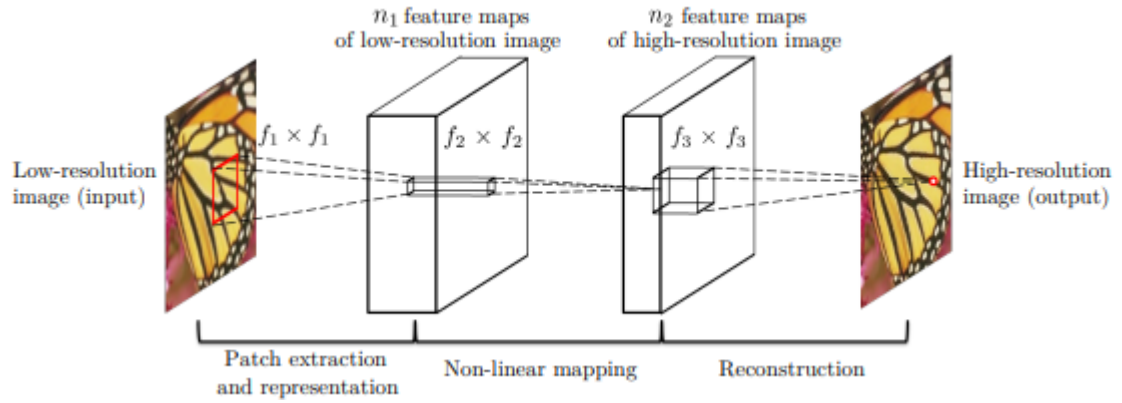 n₁ feature maps
of low-resolution image
n₂ feature maps
of high-resolution image
f₁ × f₁
f₂ × f₂
f₃ × f₃
Low-resolution
image (input)
High-resolution
image (output)
Patch extraction
and representation
Non-linear mapping
Reconstruction